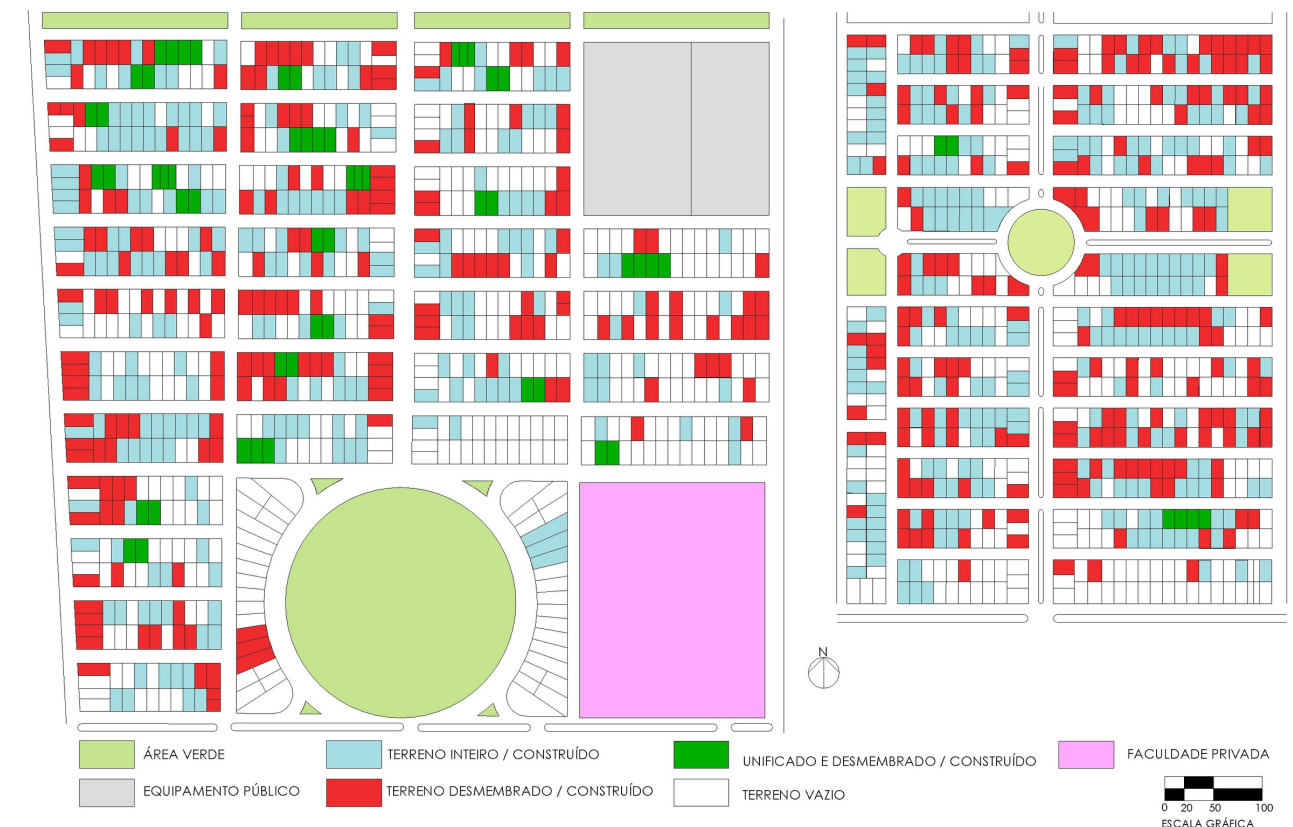 N
ÁREA VERDE
TERRENO INTEIRO / CONSTRUÍDO
UNIFICADO E DESMEMBRADO / CONSTRUÍDO
FACULDADE PRIVADA
EQUIPAMENTO PÚBLICO
TERRENO DESMEMBRADO / CONSTRUÍDO
TERRENO VAZIO
0 20 50 100
ESCALA GRÁFICA